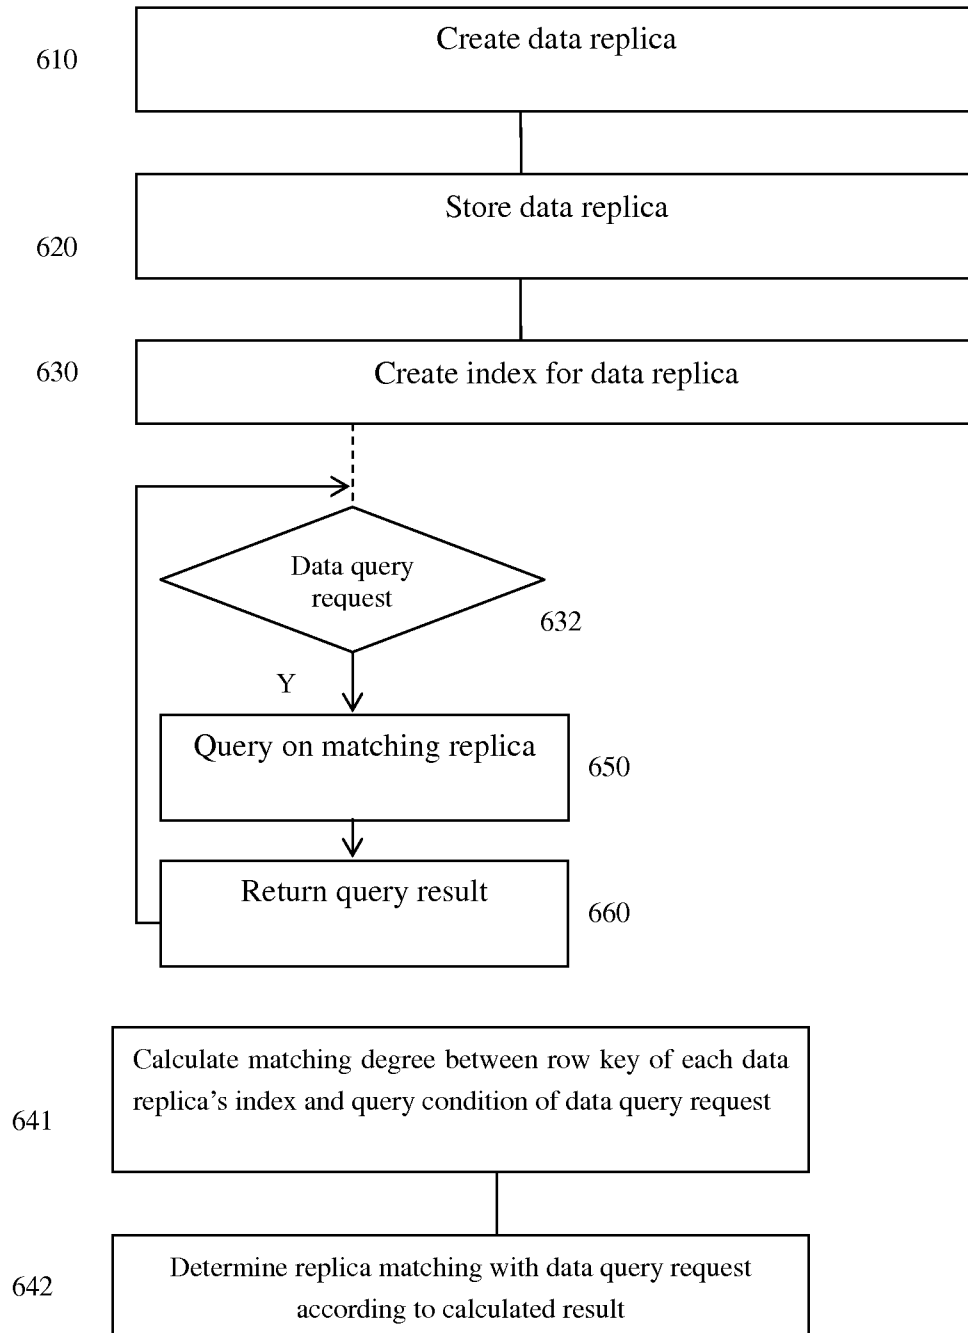 610
Create data replica
Store data replica
620
630
Create index for data replica
Data query
request
632
Y
Query on matching replica
650
Return query result
660
Calculate matching degree between row key of each data
replica's index and query condition of data query request
641
Determine replica matching with data query request
642
according to calculated result